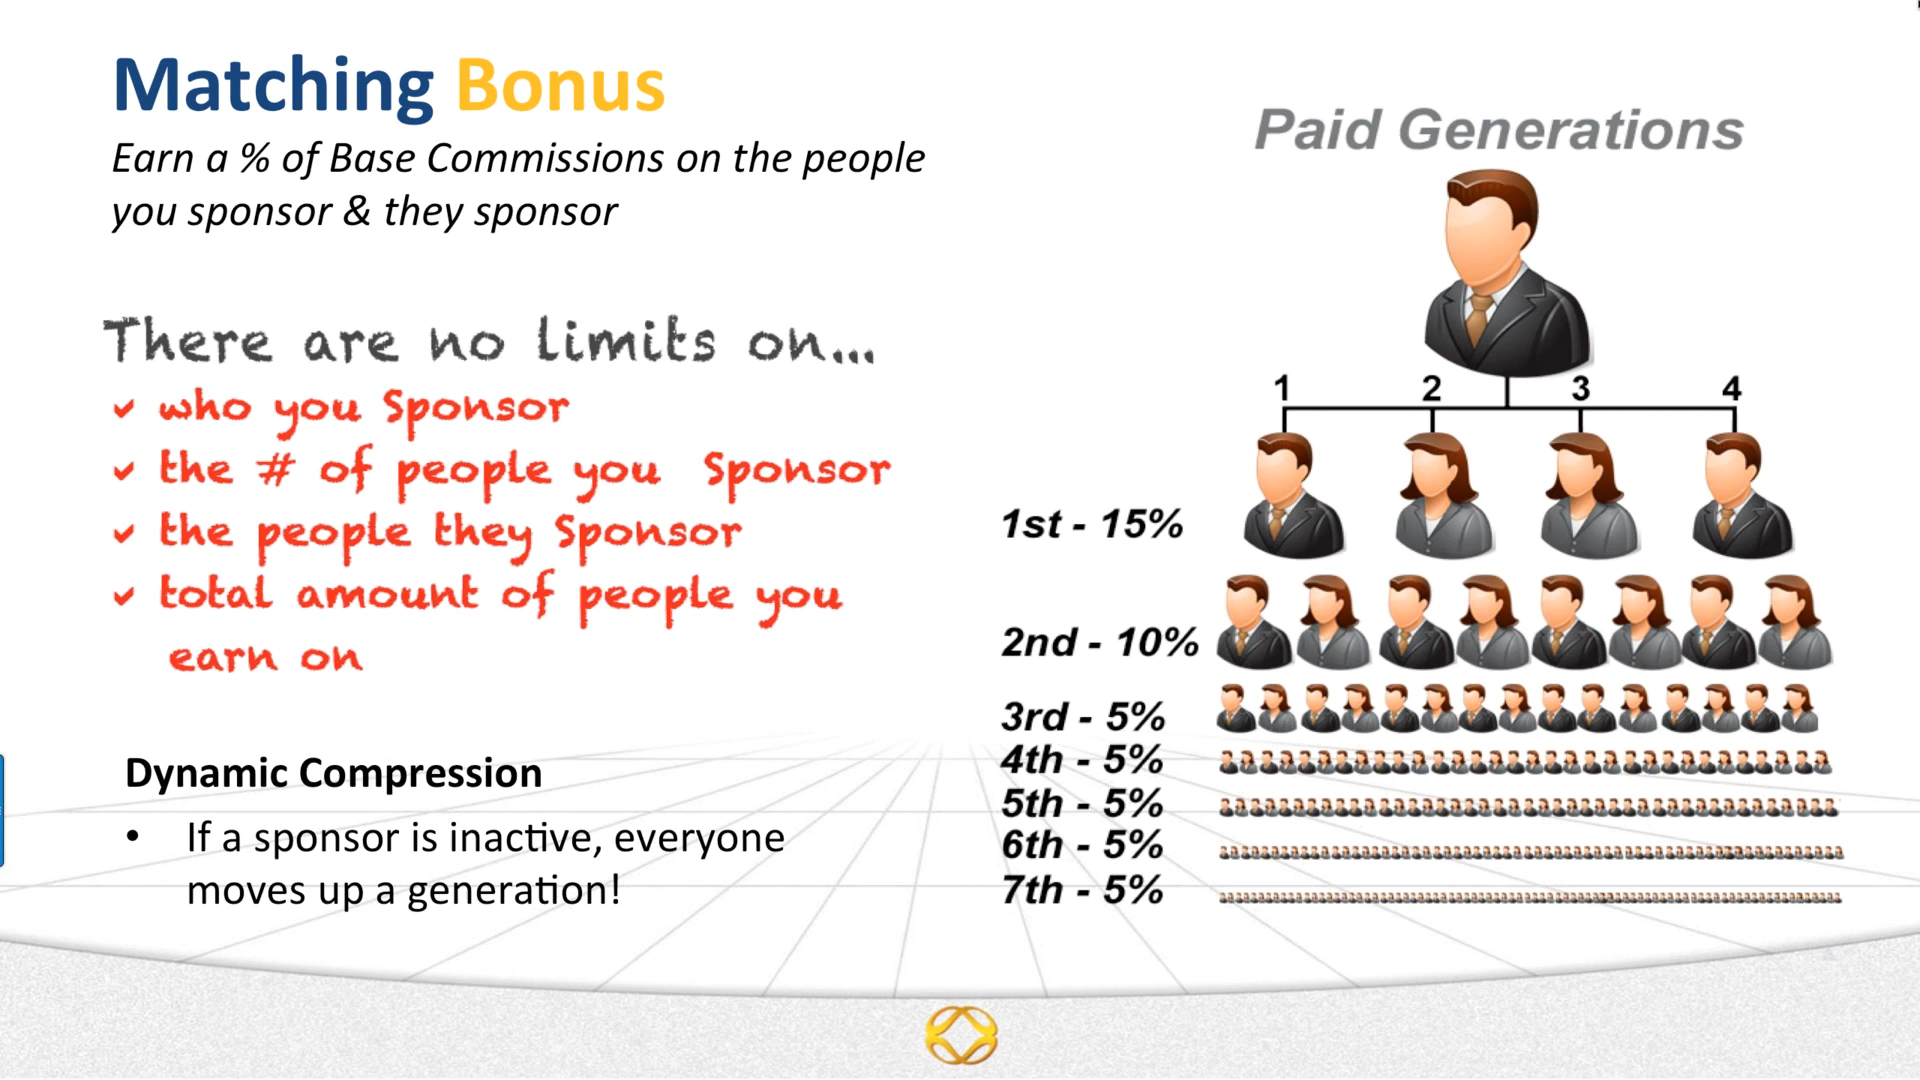 Matching Bonus
Earn a % of Base Commissions on the people
you sponsor & they sponsor
There are no limits on...
✓ who you Sponsor
✓ the # of people you Sponsor
✓ the people they Sponsor
✓ total amount of people you
earn on
Dynamic Compression
• If a sponsor is inactive, everyone
moves up a generation!
Paid Generations
1 2 3 4
1st - 15%
2nd - 10%
3rd - 5%
4th - 5%
5th - 5%
6th - 5%
7th - 5%